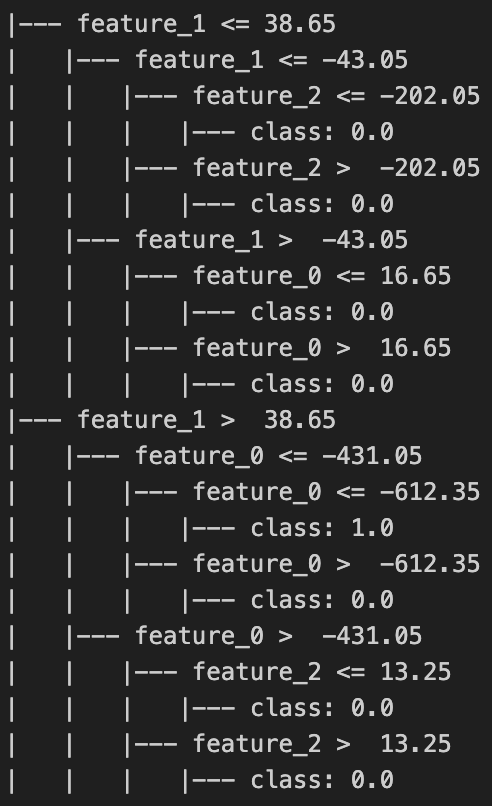 |--- feature_1 <= 38.65
|   |--- feature_1 <= -43.05
|   |   |--- feature_2 <= -202.05
|   |   |   |--- class: 0.0
|   |   |--- feature_2 >  -202.05
|   |   |   |--- class: 0.0
|   |--- feature_1 >  -43.05
|   |   |--- feature_0 <= 16.65
|   |   |   |--- class: 0.0
|   |   |--- feature_0 >  16.65
|   |   |   |--- class: 0.0
|--- feature_1 >  38.65
|   |--- feature_0 <= -431.05
|   |   |--- feature_0 <= -612.35
|   |   |   |--- class: 1.0
|   |   |--- feature_0 >  -612.35
|   |   |   |--- class: 0.0
|   |--- feature_0 >  -431.05
|   |   |--- feature_2 <= 13.25
|   |   |   |--- class: 0.0
|   |   |--- feature_2 >  13.25
|   |   |   |--- class: 0.0